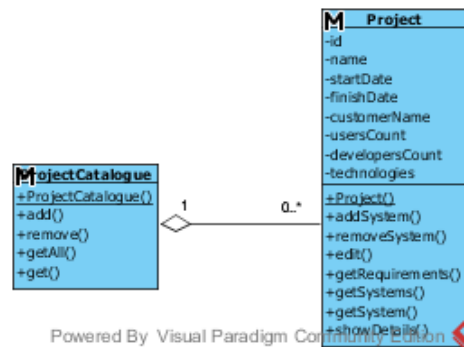 ProjectCatalogue
+ProjectCatalogue()
+add()
+remove()
+getAll()
+get()
1
0..*
Project
-id
-name
-startDate
-finishDate
-customerName
-usersCount
-developersCount
-technologies
+Project()
+addSystem()
+removeSystem()
+edit()
+getRequirements()
+getSystems()
+getSystem()
+showDetails()
Powered By Visual Paradigm Community Edition